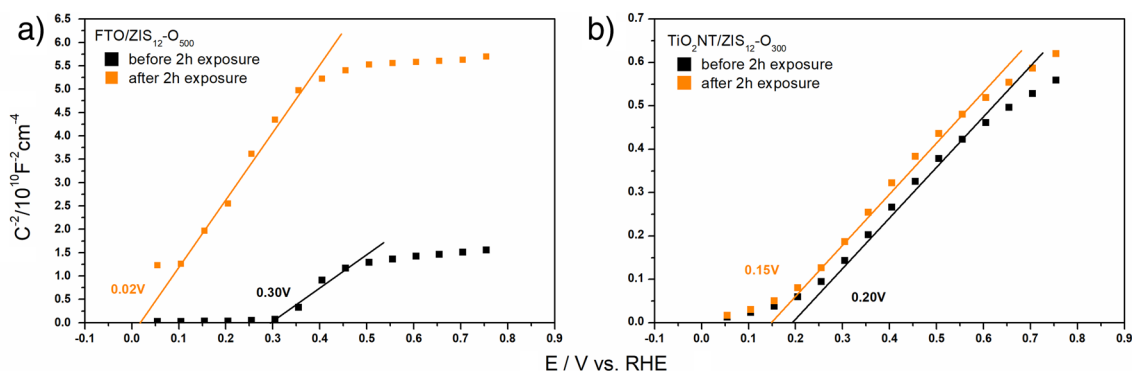 a)
FTO/ZIS12-O500
before 2h exposure
after 2h exposure
0.02V
0.30V
6.5
6.0
5.5
5.0
4.5
4.0
3.5
3.0
2.5
2.0
1.5
1.0
0.5
0.0
-0.1 0.0 0.1 0.2 0.3 0.4 0.5 0.6 0.7 0.8 0.9
C-2/1010F-2cm-4
b)
TiO2NT/ZIS12-O300
before 2h exposure
after 2h exposure
0.15V
0.20V
0.7
0.6
0.5
0.4
0.3
0.2
0.1
0.0
-0.1 0.0 0.1 0.2 0.3 0.4 0.5 0.6 0.7 0.8 0.9
E / V vs. RHE